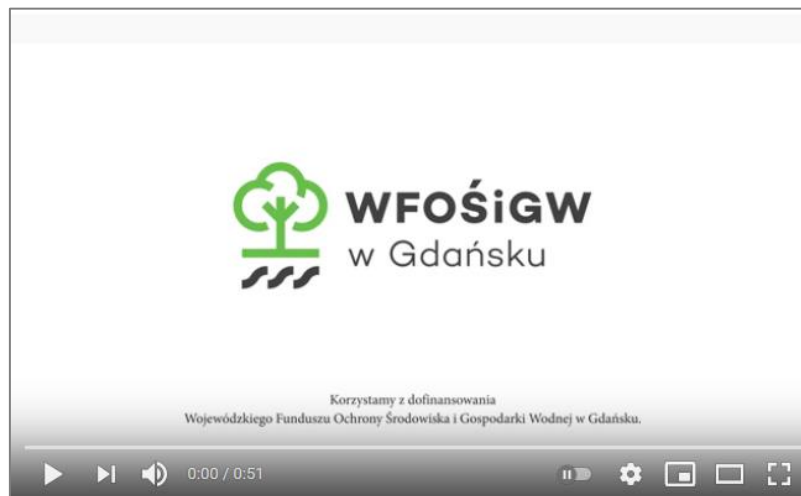 WFOŚiGW
w Gdańsku
Korzystamy z dofinansowania
Wojewódzkiego Funduszu Ochrony Środowiska i Gospodarki Wodnej w Gdańsku.
0:00 / 0:51